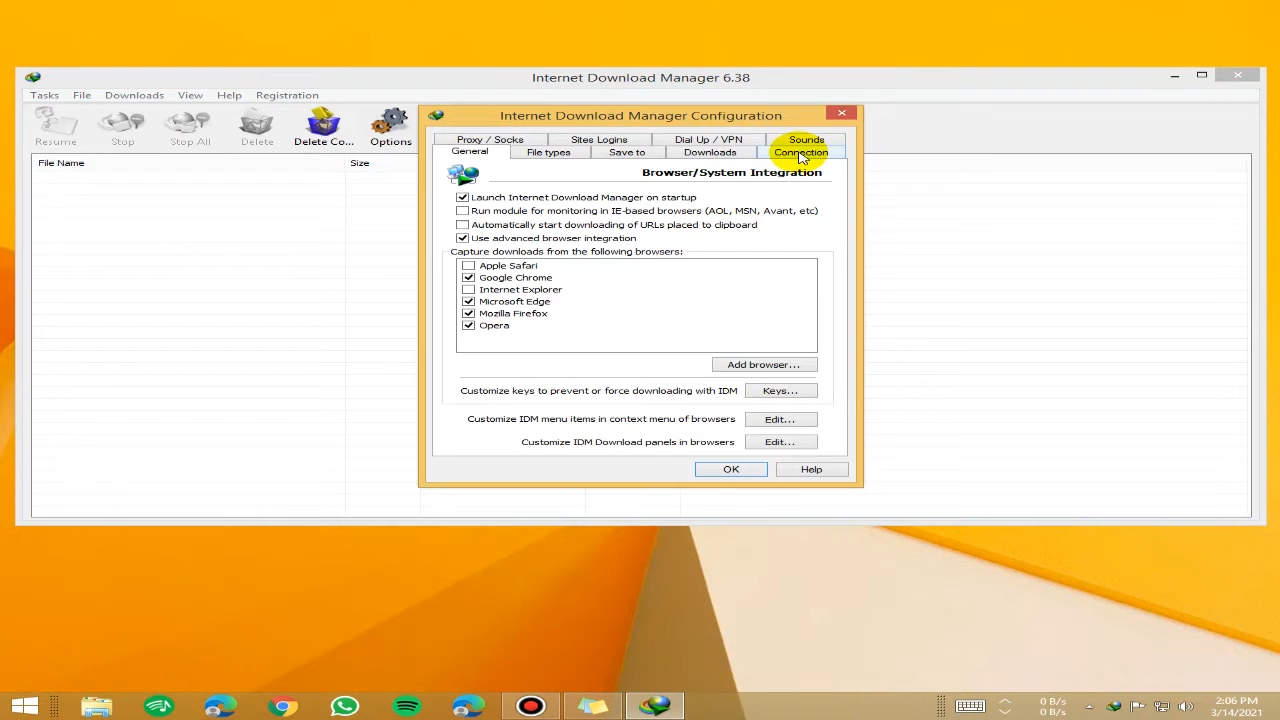 Internet Download Manager 6.38
Tasks File Downloads View Help Registration
Resume Stop Stop All Delete Delete Co... Options
File Name Size
Internet Download Manager Configuration
Proxy / Socks Sites Logins Dial Up / VPN Sounds
General File types Save to Downloads Connection
Browser/System Integration
Launch Internet Download Manager on startup
Run module for monitoring in IE-based browsers (AOL, MSN, Avant, etc)
Automatically start downloading of URLs placed to clipboard
Use advanced browser integration
Capture downloads from the following browsers:
Apple Safari
Google Chrome
Internet Explorer
Microsoft Edge
Mozilla Firefox
Opera
Add browser...
Customize keys to prevent or force downloading with IDM Keys...
Customize IDM menu items in context menu of browsers Edit...
Customize IDM Download panels in browsers Edit...
OK Help
0 B/s 2:06 PM
0 B/s 3/14/2021